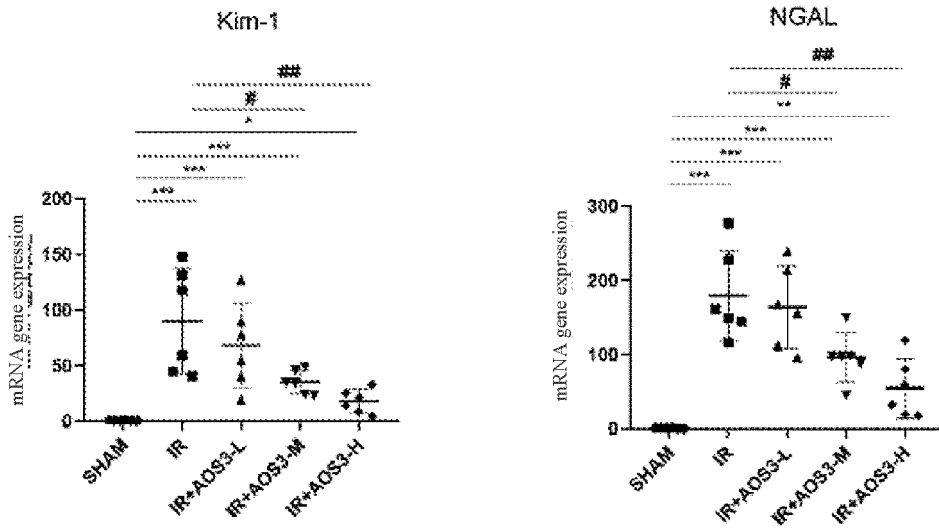 Kim-1
##
#
*
***
***
***
mRNA gene expression
200
150
100
50
0
SHAM
IR
IR+AOS3-L
IR+AOS3-M
IR+AOS3-H
NGAL
##
#
**
***
***
***
mRNA gene expression
300
200
100
0
SHAM
IR
IR+AOS3-L
IR+AOS3-M
IR+AOS3-H